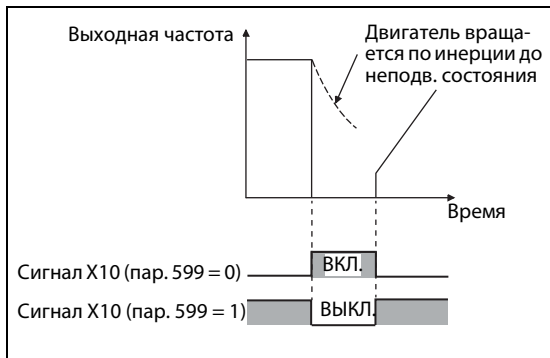 Выходная частота
Двигатель враща-
ется по инерции до
неподв. состояния
Время
ВКЛ.
Сигнал X10 (пар. 599 = 0)
ВЫКЛ.
Сигнал X10 (пар. 599 = 1)